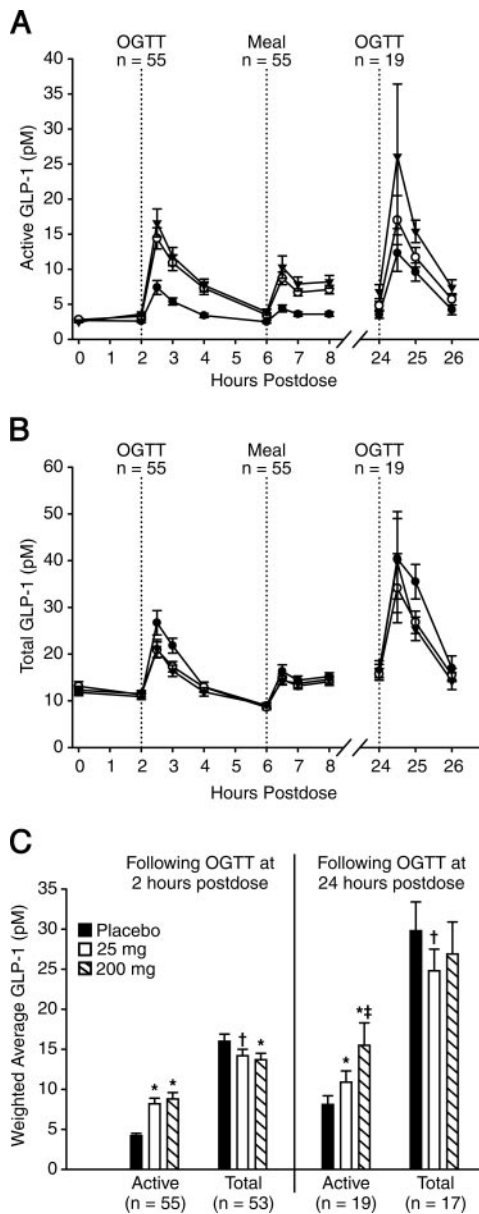 A
OGTT Meal OGTT
n = 55 n = 55 n = 19
40
35
30
25
20
15
10
5
0
Active GLP-1 (pM)
0 1 2 3 4 5 6 7 8 24 25 26
Hours Postdose
B
OGTT Meal OGTT
n = 55 n = 55 n = 19
60
50
40
30
20
10
0
Total GLP-1 (pM)
0 1 2 3 4 5 6 7 8 24 25 26
Hours Postdose
C
Following OGTT at Following OGTT at
2 hours postdose 24 hours postdose
35
30
25
20
15
10
5
0
Weighted Average GLP-1 (pM)
Placebo
25 mg
200 mg
* * † * * *‡ †
Active Total Active Total
(n = 55) (n = 53) (n = 19) (n = 17)